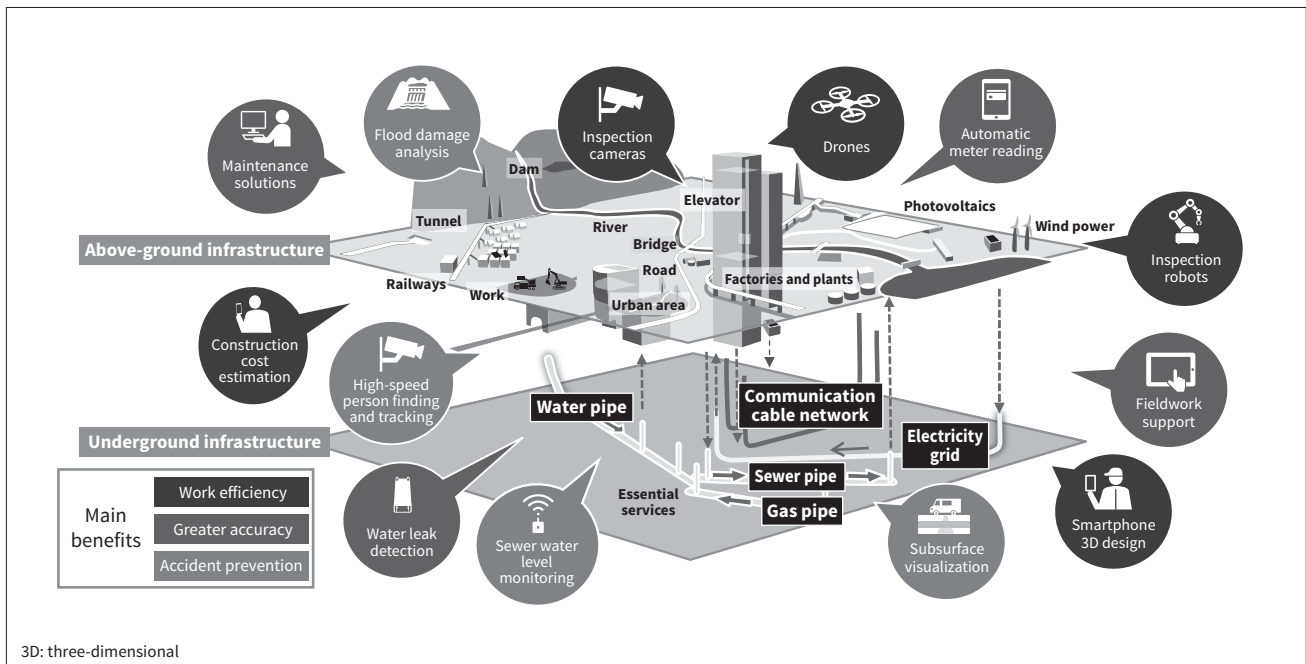 Flood damage
analysis
Inspection
cameras
Drones
Automatic
meter reading
Maintenance
solutions
Dam
Elevator
Photovoltaics
Tunnel
River
Wind power
Above-ground infrastructure
Bridge
Inspection
robots
Road
Factories and plants
Railways
Work
Urban area
Construction
cost
estimation
High-speed
person finding
and tracking
Water pipe
Communication
cable network
Fieldwork
support
Underground infrastructure
Electricity
grid
Sewer pipe
Essential
services
Gas pipe
Main
benefits
Work efficiency
Greater accuracy
Accident prevention
Water leak
detection
Sewer water
level
monitoring
Subsurface
visualization
Smartphone
3D design
3D: three-dimensional